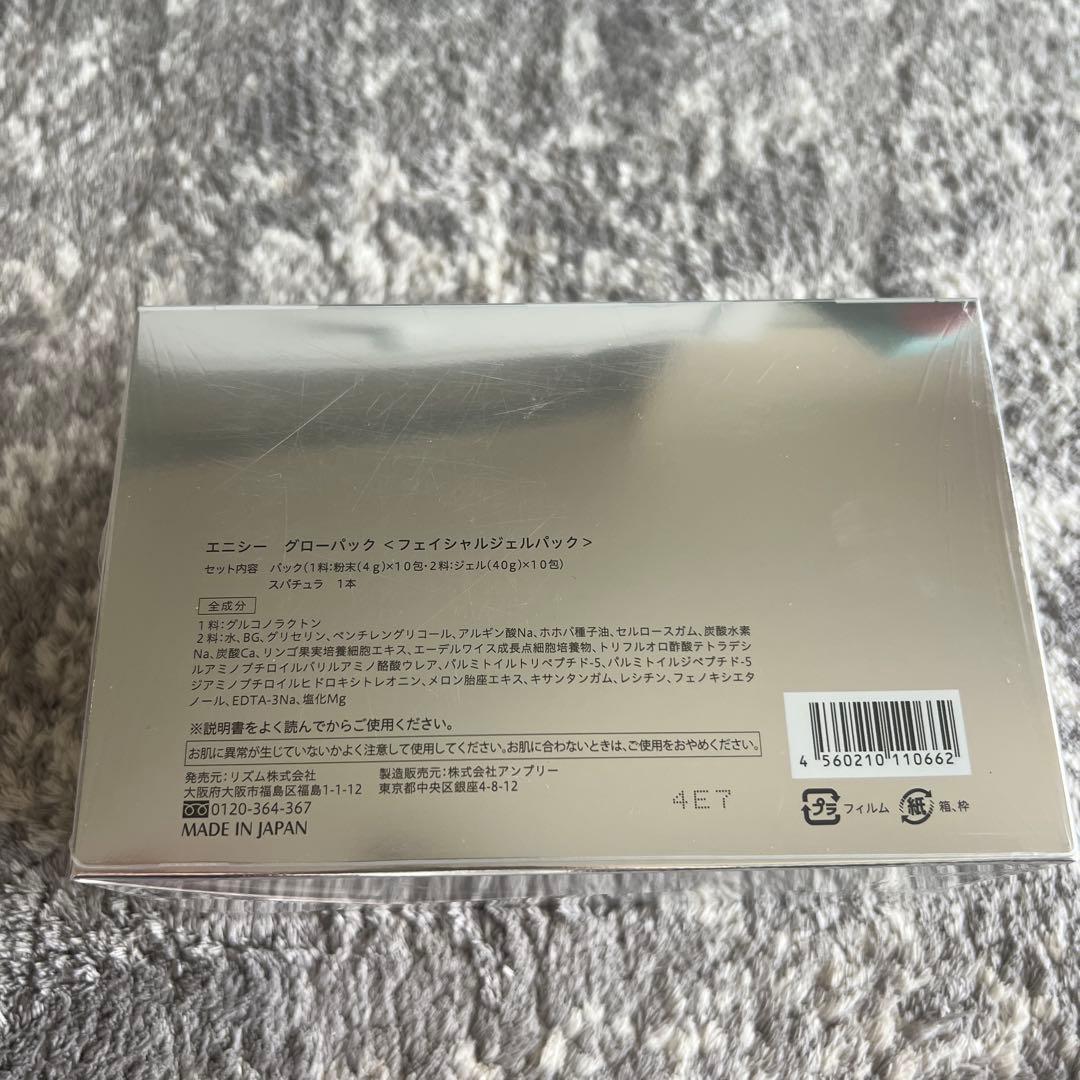 エニシー　グローパック <フェイシャルジェルパック>
セット内容　パック(1料:粉末(4g)×10包・2料:ジェル(40g)×10包)
スパチュラ　1本
全成分
1料:グルコノラクトン
2料:水、BG、グリセリン、ペンチレングリコール、アルギン酸Na、ホホバ種子油、セルロースガム、炭酸水素
Na、炭酸Ca、リンゴ果実培養細胞エキス、エーデルワイス成長点細胞培養物、トリフルオロ酢酸テトラデシ
ルアミノブチロイルバリルアミノ酪酸ウレア、パルミトイルトリペプチド-5、パルミトイルジペプチド-5
ジアミノブチロイルヒドロキシトレオニン、メロン胎座エキス、キサンタンガム、レシチン、フェノキシエタ
ノール、EDTA-3Na、塩化Mg
※説明書をよく読んでからご使用ください。
お肌に異常が生じていないかよく注意して使用してください。お肌に合わないときは、ご使用をおやめください。
発売元:リズム株式会社　製造販売元:株式会社アンプリー
大阪府大阪市福島区福島1-1-12　東京都中央区銀座4-8-12
0120-364-367
MADE IN JAPAN
4E7
4 560210 110662
プラ フィルム 紙 箱、枠